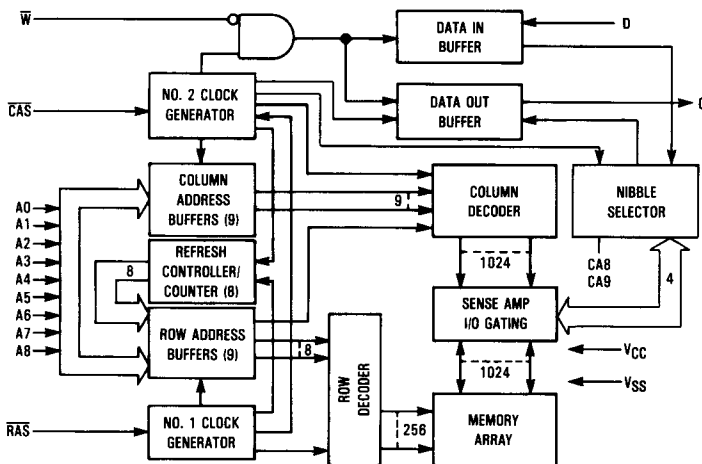 W
DATA IN
BUFFER
D
CAS
NO. 2 CLOCK
GENERATOR
DATA OUT
BUFFER
COLUMN
ADDRESS
BUFFERS (9)
9
COLUMN
DECODER
NIBBLE
SELECTOR
A0
A1
A2
A3
A4
A5
A6
A7
A8
REFRESH
CONTROLLER/
COUNTER (8)
8
1024
CA8
CA9
4
SENSE AMP
I/O GATING
ROW ADDRESS
BUFFERS (9)
8
ROW
DECODER
1024
VCC
VSS
RAS
NO. 1 CLOCK
GENERATOR
256
MEMORY
ARRAY